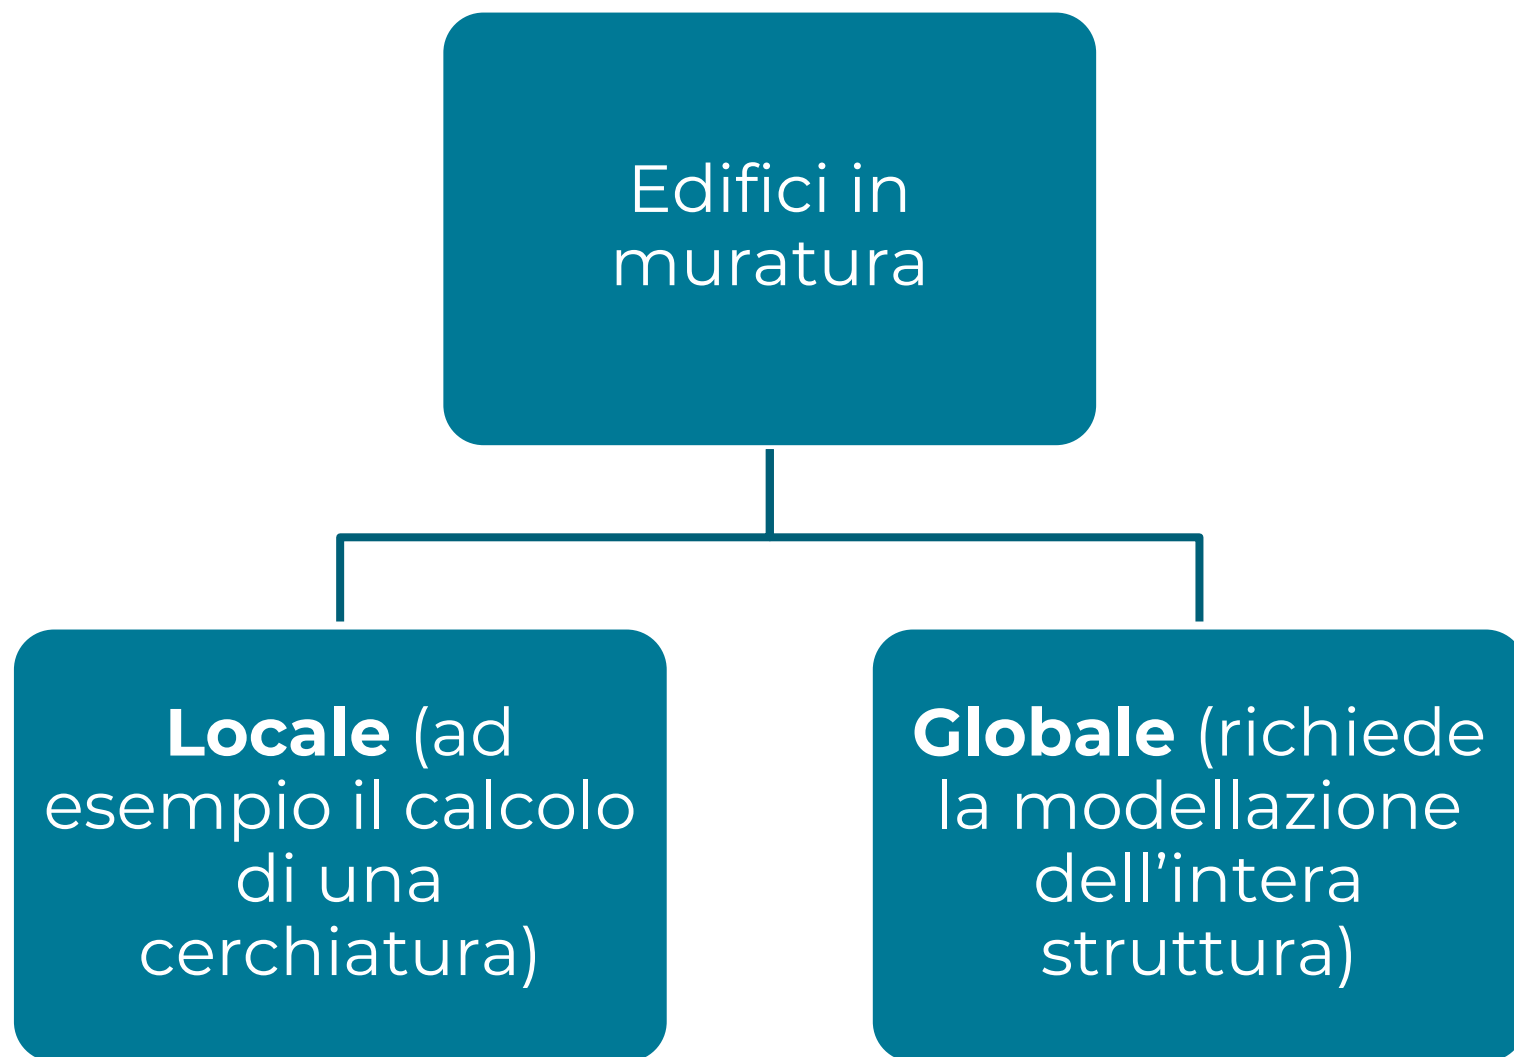 Edifici in
muratura
Locale (ad
esempio il calcolo
di una
cerchiatura)
Globale (richiede
la modellazione
dell’intera
struttura)